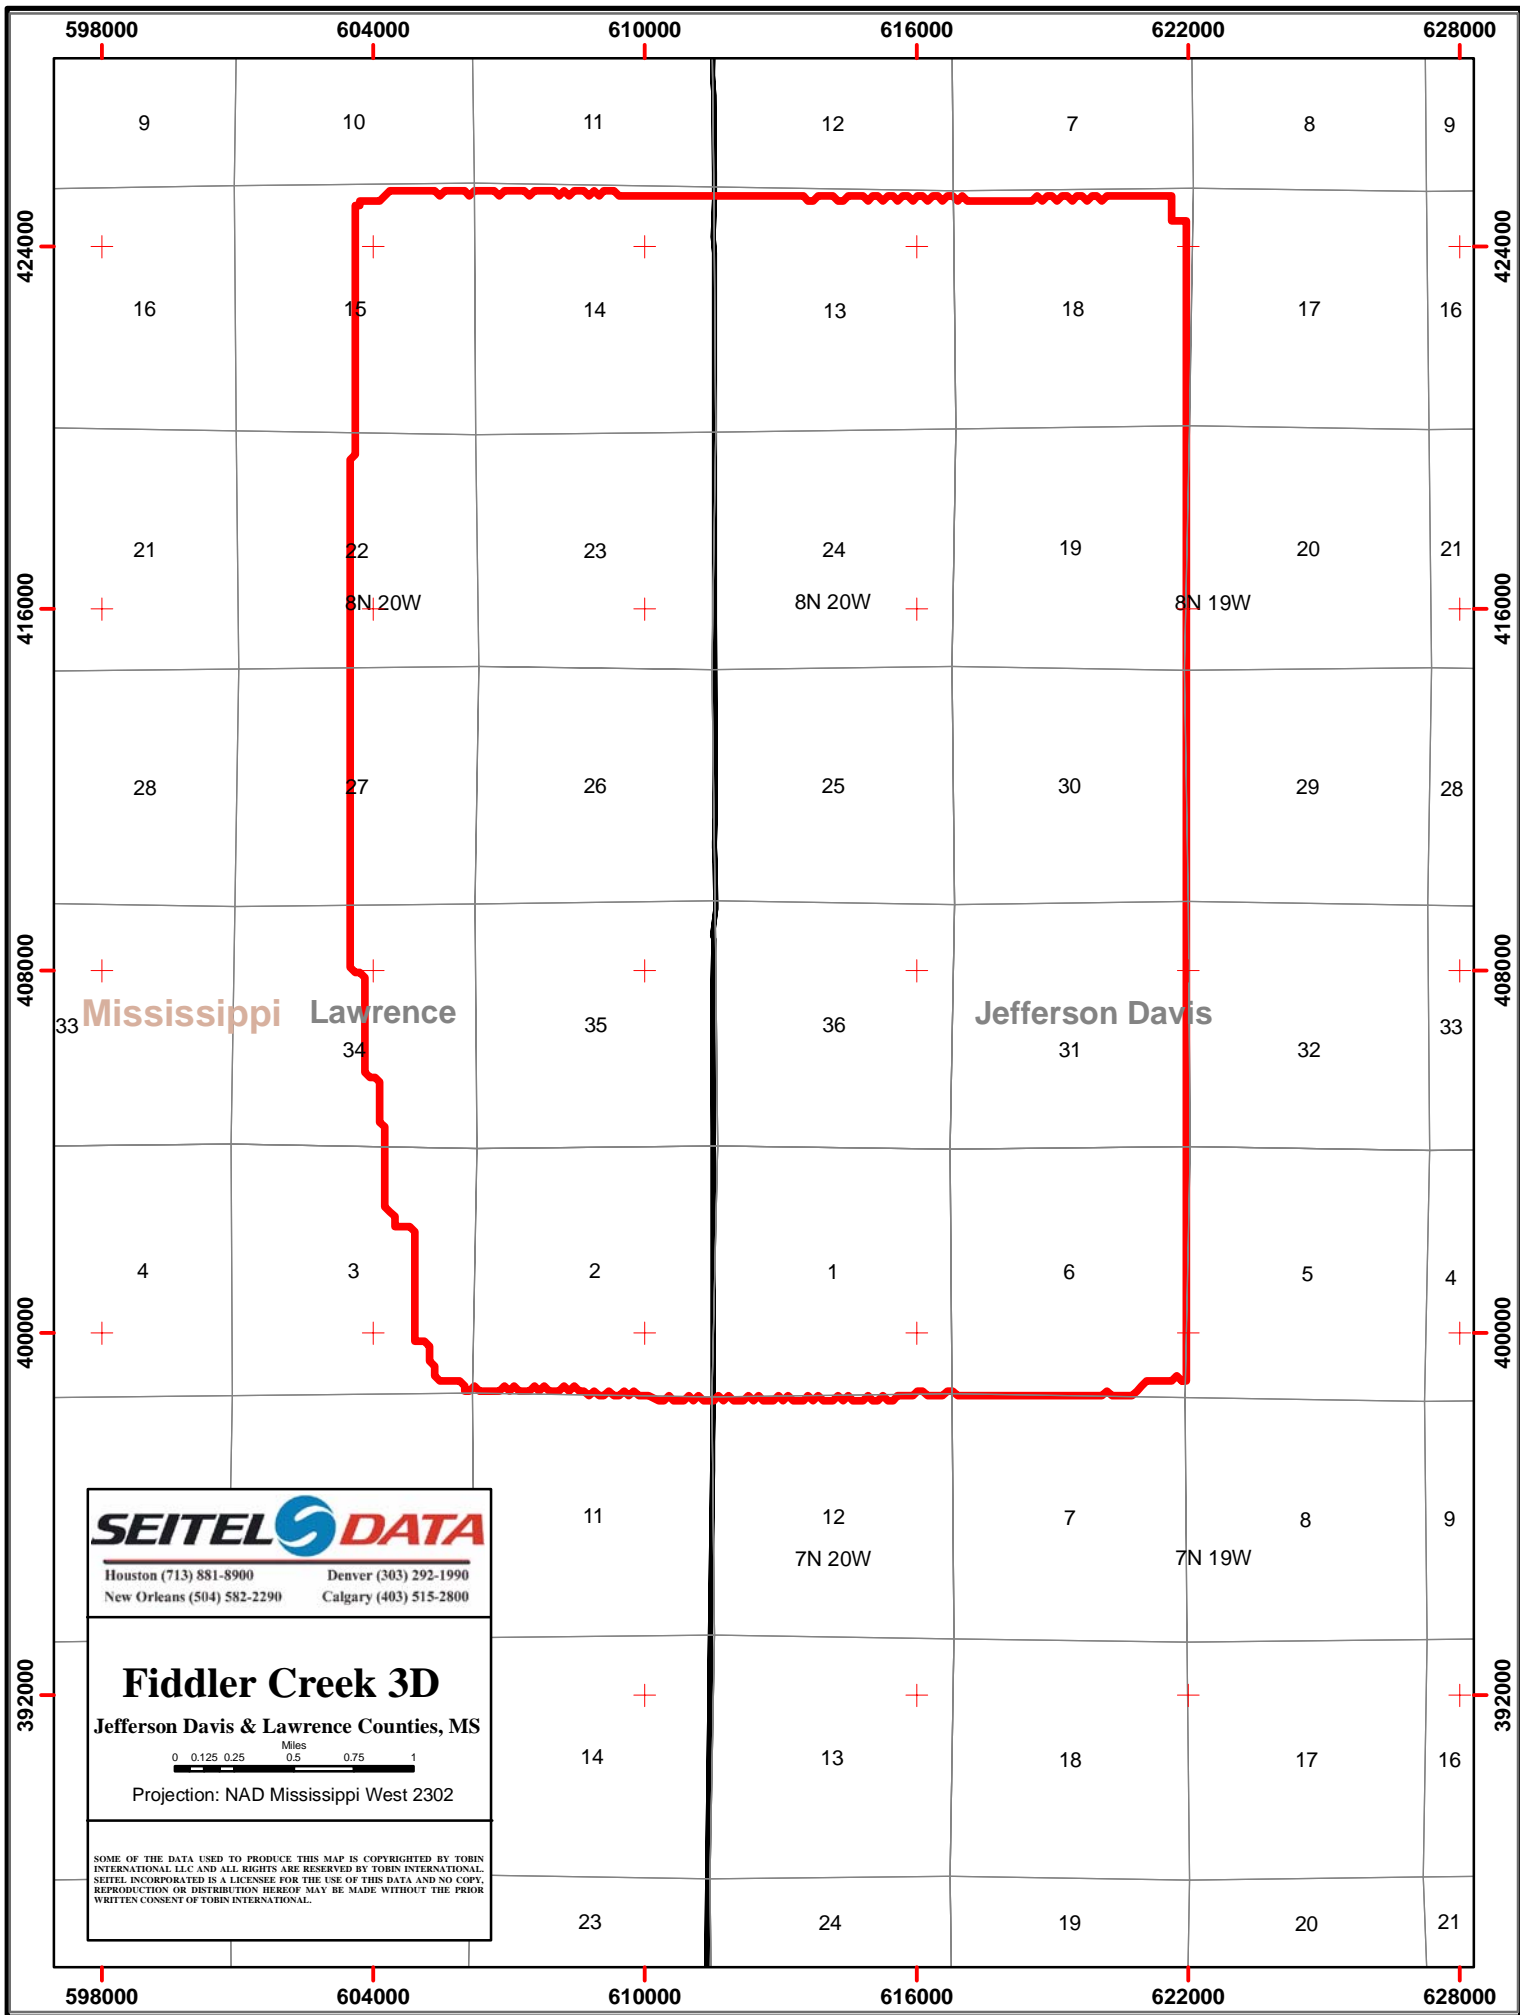 598000 604000 610000 616000 622000 628000
9 10 11 12 7 8 9
424000 424000
16 15 14 13 18 17 16
21 22 23 24 19 20 21
416000 8N 20W 8N 20W 8N 19W 416000
28 27 26 25 30 29 28
408000 408000
Mississippi Lawrence Jefferson Davis
33 35 36 33
34 31 32
4 3 2 1 6 5 4
400000 400000
11 12 7 8 9
7N 20W 7N 19W
SEITEL DATA
Houston (713) 881-8900 Denver (303) 292-1990
New Orleans (504) 582-2290 Calgary (403) 515-2800
392000 392000
Fiddler Creek 3D
Jefferson Davis & Lawrence Counties, MS
Miles
0 0.125 0.25 0.5 0.75 1
Projection: NAD Mississippi West 2302
14 13 18 17 16
SOME OF THE DATA USED TO PRODUCE THIS MAP IS COPYRIGHTED BY TOBIN
INTERNATIONAL LLC AND ALL RIGHTS ARE RESERVED BY TOBIN INTERNATIONAL.
SEITEL INCORPORATED IS A LICENSEE FOR THE USE OF THIS DATA AND NO COPY,
REPRODUCTION OR DISTRIBUTION HEREOF MAY BE MADE WITHOUT THE PRIOR
WRITTEN CONSENT OF TOBIN INTERNATIONAL.
23 24 19 20 21
598000 604000 610000 616000 622000 628000